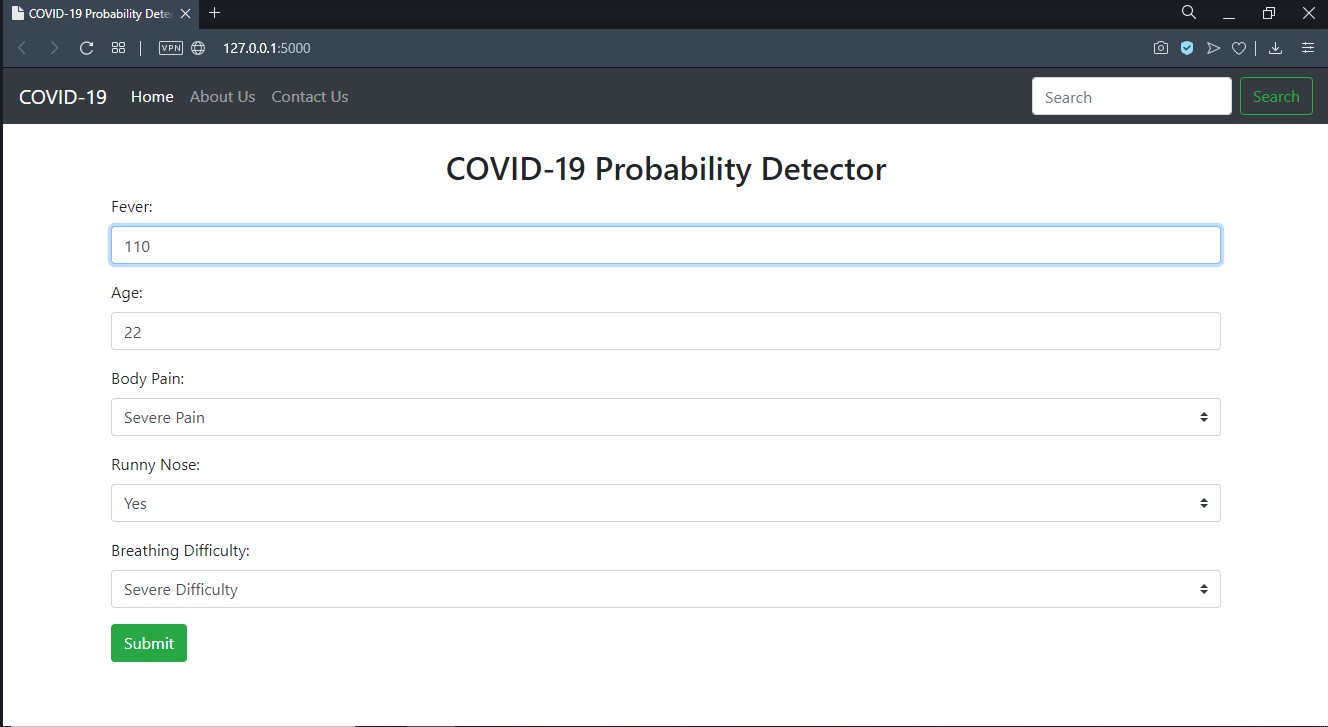 COVID-19 Probability Dete
VPN 127.0.0.1:5000
COVID-19 Home About Us Contact Us Search Search
COVID-19 Probability Detector
Fever:
110
Age:
22
Body Pain:
Severe Pain
Runny Nose:
Yes
Breathing Difficulty:
Severe Difficulty
Submit